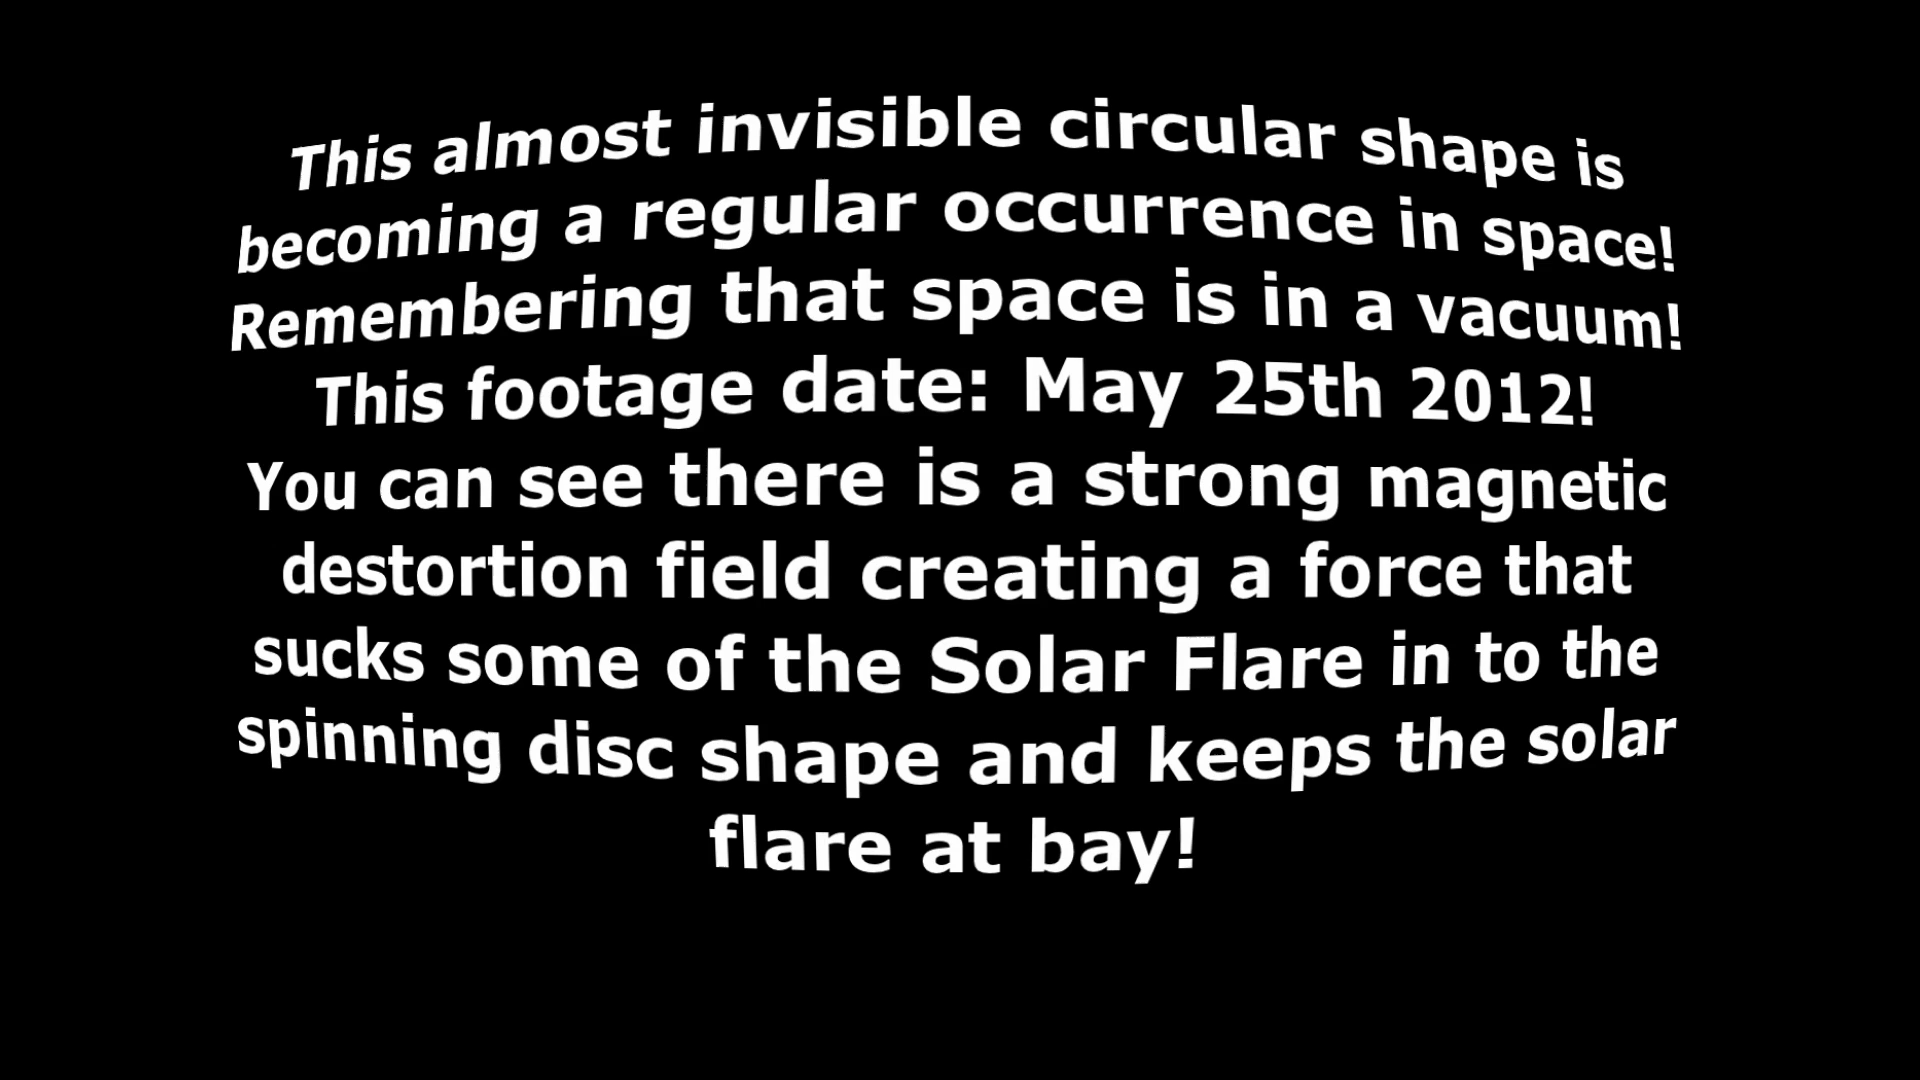 This almost invisible circular shape is
becoming a regular occurrence in space!
Remembering that space is in a vacuum!
This footage date: May 25th 2012!
You can see there is a strong magnetic
destortion field creating a force that
sucks some of the Solar Flare in to the
spinning disc shape and keeps the solar
flare at bay!